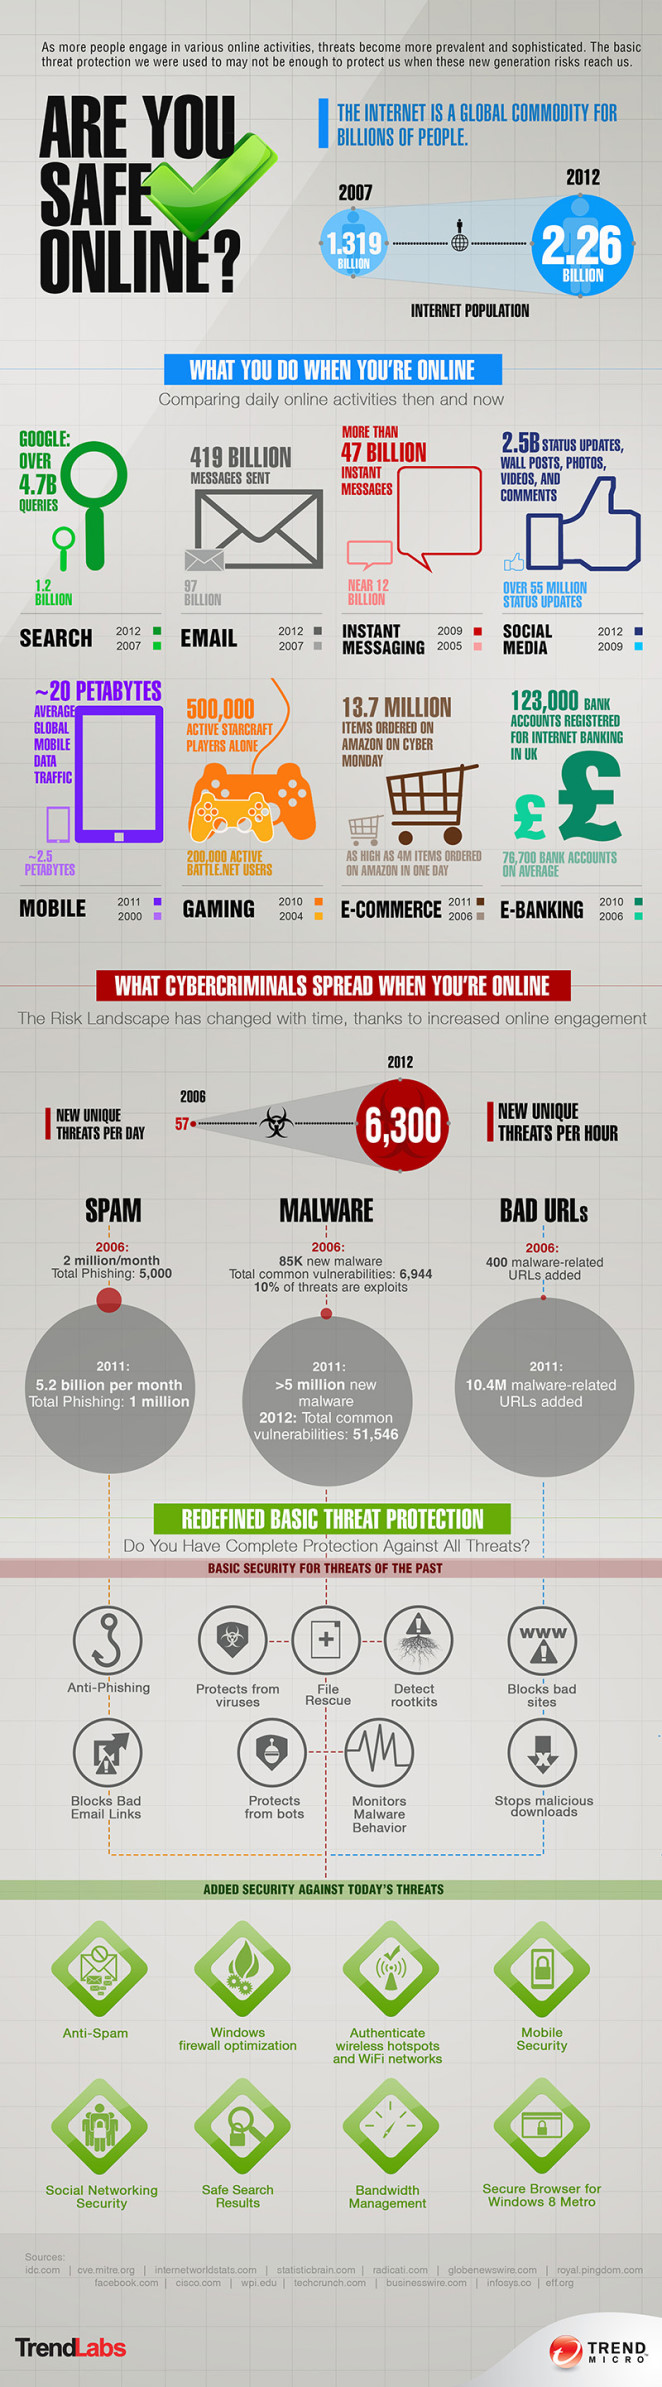 As more people engage in various online activities, threats become more prevalent and sophisticated. The basic
threat protection we were used to may not be enough to protect us when these new generation risks reach us.
ARE YOU
SAFE
ONLINE?
THE INTERNET IS A GLOBAL COMMODITY FOR
BILLIONS OF PEOPLE.
2007
1.319
BILLION
2012
2.26
BILLION
INTERNET POPULATION
WHAT YOU DO WHEN YOU'RE ONLINE
Comparing daily online activities then and now
GOOGLE:
OVER
4.7B
QUERIES
1.2
BILLION
SEARCH
2012
2007
419 BILLION
MESSAGES SENT
97
BILLION
EMAIL
2012
2007
MORE THAN
47 BILLION
INSTANT
MESSAGES
NEAR 12
BILLION
INSTANT
MESSAGING
2009
2005
2.5B STATUS UPDATES,
WALL POSTS, PHOTOS,
VIDEOS, AND
COMMENTS
OVER 55 MILLION
STATUS UPDATES
SOCIAL
MEDIA
2012
2009
~20 PETABYTES
AVERAGE
GLOBAL
MOBILE
DATA
TRAFFIC
~2.5
PETABYTES
MOBILE
2011
2000
500,000
ACTIVE STARCRAFT
PLAYERS ALONE
200,000 ACTIVE
BATTLE.NET USERS
GAMING
2010
2004
13.7 MILLION
ITEMS ORDERED ON
AMAZON ON CYBER
MONDAY
AS HIGH AS 4M ITEMS ORDERED
ON AMAZON IN ONE DAY
E-COMMERCE
2011
2006
123,000 BANK
ACCOUNTS REGISTERED
FOR INTERNET BANKING
IN UK
£
£
76,700 BANK ACCOUNTS
ON AVERAGE
E-BANKING
2010
2006
WHAT CYBERCRIMINALS SPREAD WHEN YOU'RE ONLINE
The Risk Landscape has changed with time, thanks to increased online engagement
NEW UNIQUE
THREATS PER DAY
2006
57
2012
6,300
NEW UNIQUE
THREATS PER HOUR
SPAM
2006:
2 million/month
Total Phishing: 5,000
2011:
5.2 billion per month
Total Phishing: 1 million
MALWARE
2006:
85K new malware
Total common vulnerabilities: 6,944
10% of threats are exploits
2011:
>5 million new
malware
2012: Total common
vulnerabilities: 51,546
BAD URLs
2006:
400 malware-related
URLs added
2011:
10.4M malware-related
URLs added
REDEFINED BASIC THREAT PROTECTION
Do You Have Complete Protection Against All Threats?
BASIC SECURITY FOR THREATS OF THE PAST
Anti-Phishing
Protects from
viruses
File
Rescue
Detect
rootkits
www
Blocks bad
sites
Blocks Bad
Email Links
Protects
from bots
Monitors
Malware
Behavior
Stops malicious
downloads
ADDED SECURITY AGAINST TODAY'S THREATS
Anti-Spam
Windows
firewall optimization
Authenticate
wireless hotspots
and WiFi networks
Mobile
Security
Social Networking
Security
Safe Search
Results
Bandwidth
Management
Secure Browser for
Windows 8 Metro
Sources:
idc.com | cve.mitre.org | internetworldstats.com | statisticbrain.com | radicati.com | globenewswire.com | royal.pingdom.com
facebook.com | cisco.com | wpi.edu | techcrunch.com | businesswire.com | infosys.co | eff.org
TrendLabs
TREND
MICRO™